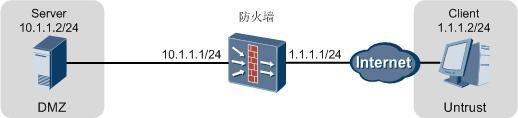 Server
10.1.1.2/24
DMZ
防火墙
10.1.1.1/24
1.1.1.1/24
Internet
Client
1.1.1.2/24
Untrust